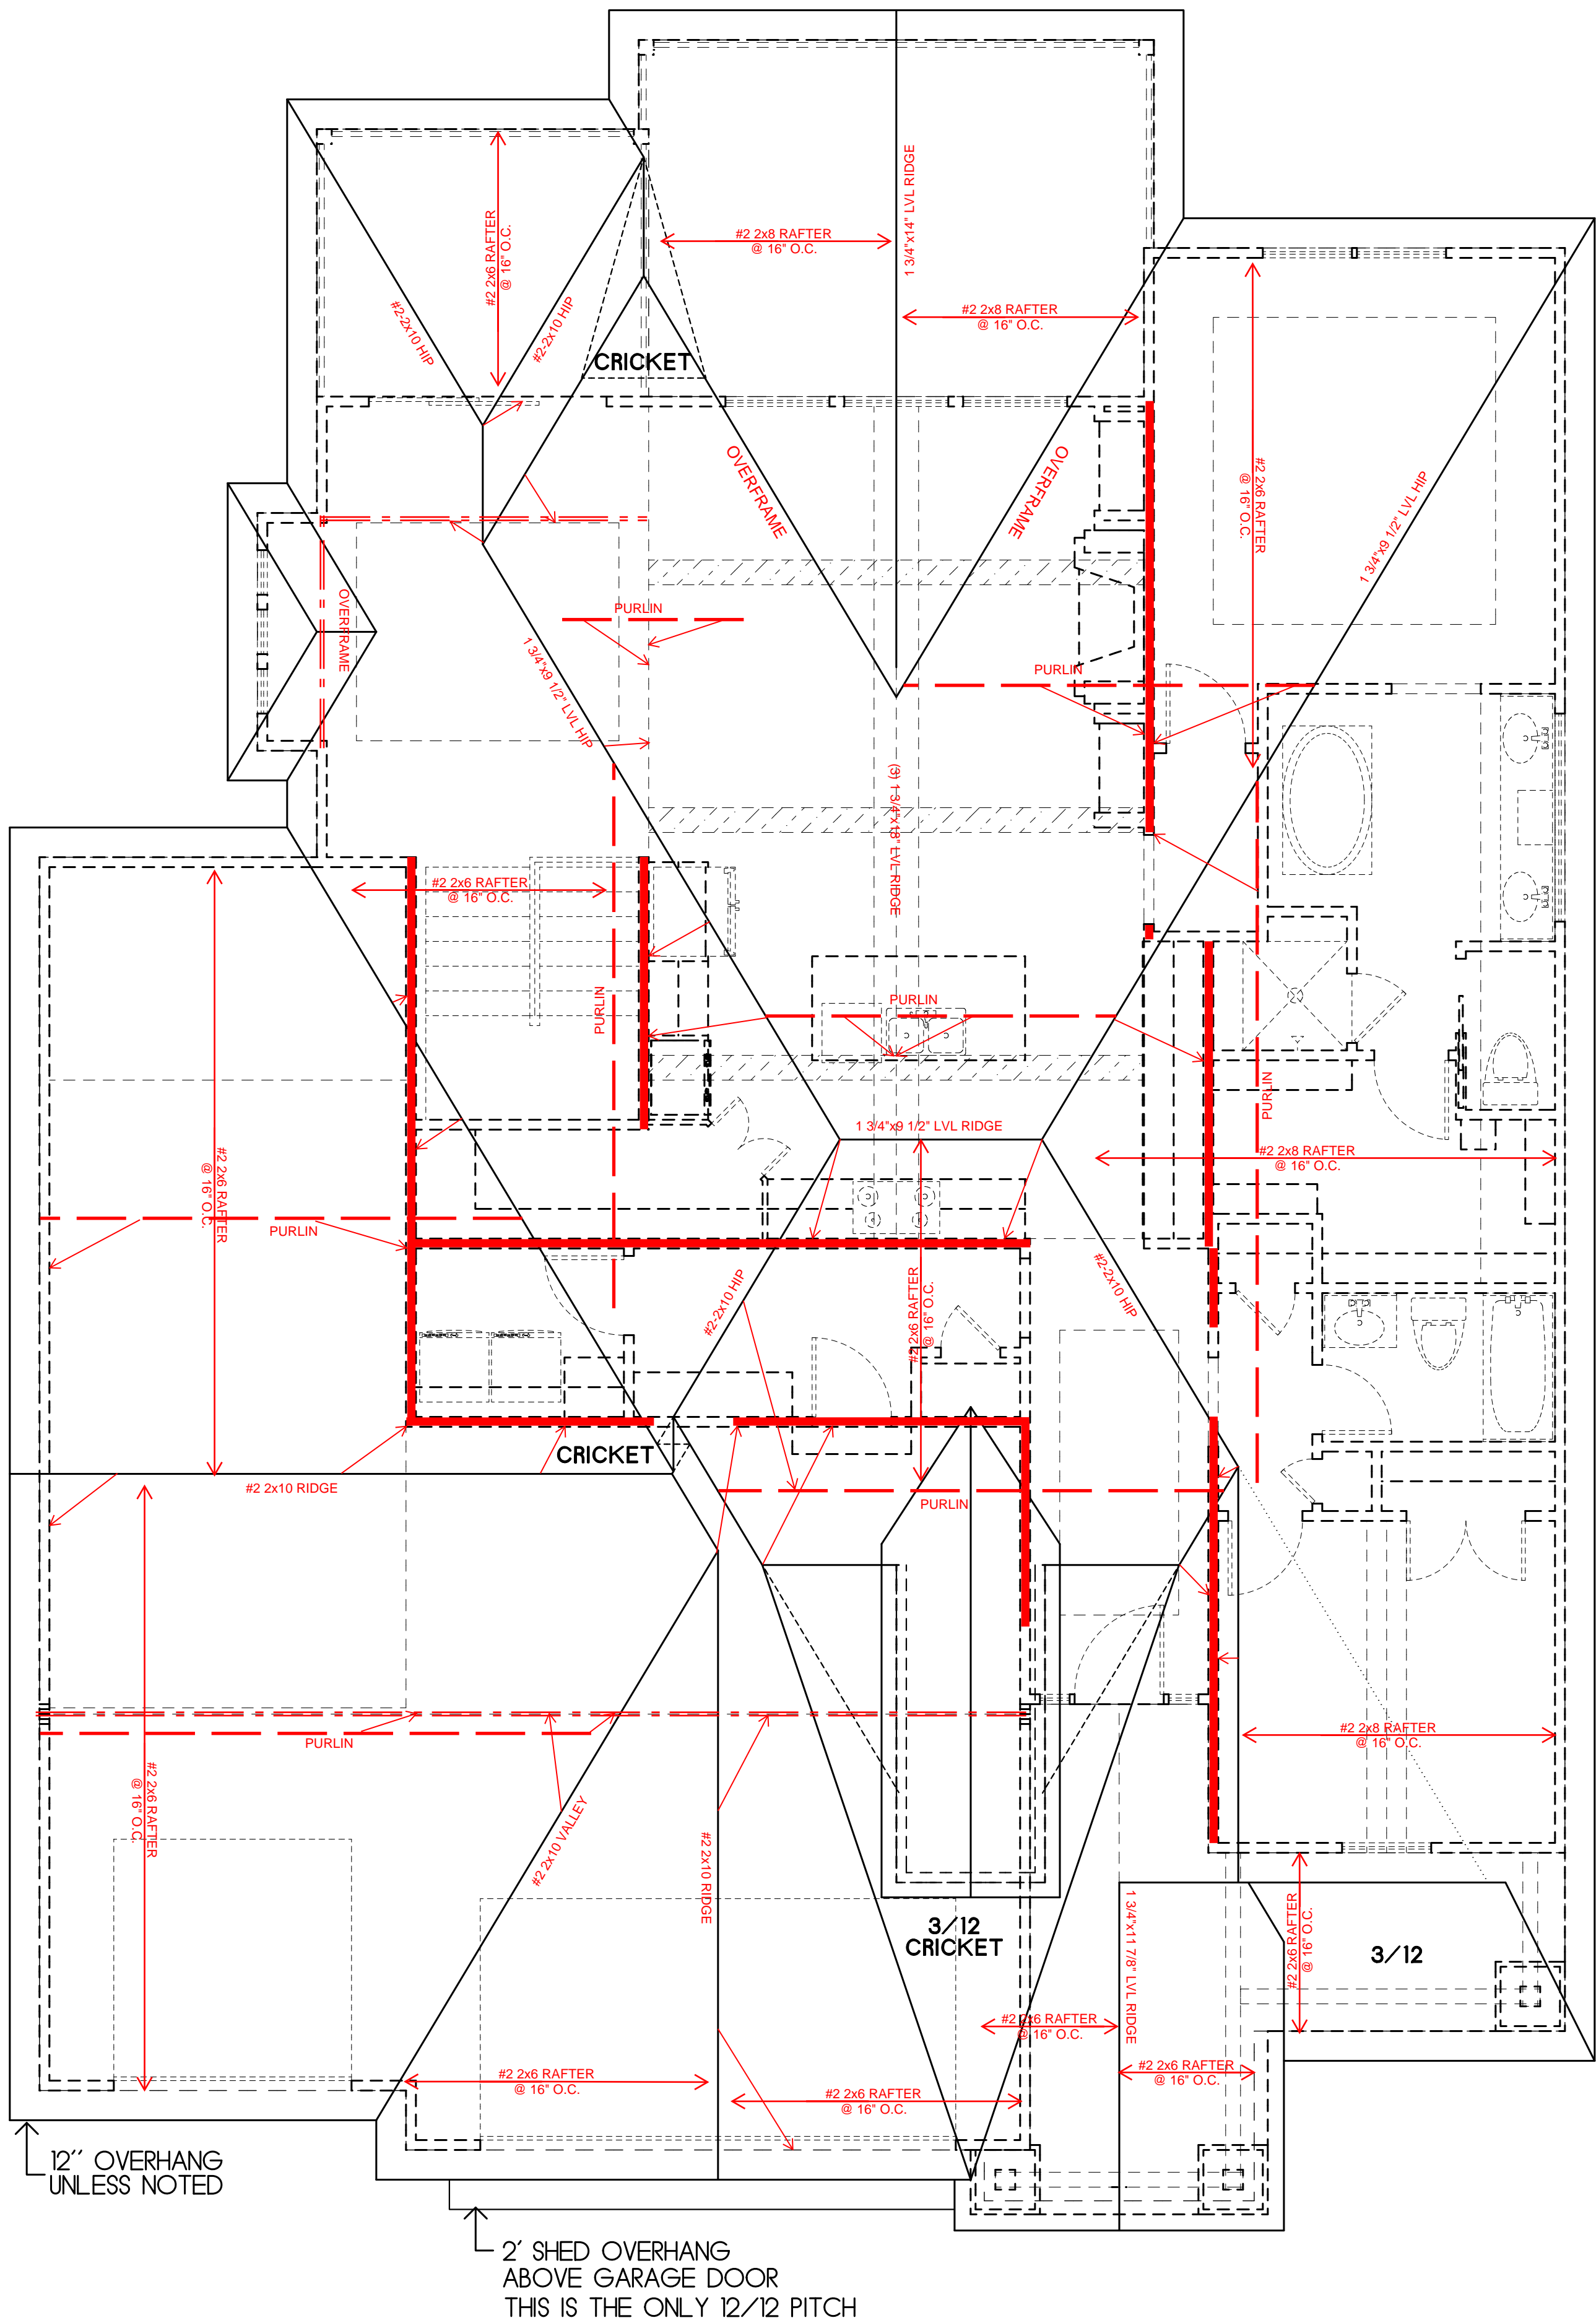 1 3/4"x14" LVL RIDGE
#2 2x6 RAFTER
@ 16" O.C.
#2 2x8 RAFTER
@ 16" O.C.
#2 2x8 RAFTER
@ 16" O.C.
#2-2x10 HIP
#2-2x10 HIP
CRICKET
OVERFRAME
OVERFRAME
#2 2x6 RAFTER
@ 16" O.C.
1 3/4"x9 1/2" LVL HIP
OVERFRAME
PURLIN
1 3/4"x9 1/2" LVL HIP
PURLIN
(3) 1 3/4"x18" LVL RIDGE
#2 2x6 RAFTER
@ 16" O.C.
PURLIN
PURLIN
PURLIN
1 3/4"x9 1/2" LVL RIDGE
#2 2x8 RAFTER
@ 16" O.C.
#2 2x6 RAFTER
@ 16" O.C.
PURLIN
#2-2x10 HIP
#2 2x6 RAFTER
@ 16" O.C.
#2-2x10 HIP
CRICKET
#2 2x10 RIDGE
PURLIN
PURLIN
#2 2x8 RAFTER
@ 16" O.C.
#2 2x6 RAFTER
@ 16" O.C.
#2 2x10 VALLEY
#2 2x10 RIDGE
3/12
CRICKET
1 3/4"x11 7/8" LVL RIDGE
#2 2x6 RAFTER
@ 16" O.C.
3/12
#2 2x6 RAFTER
@ 16" O.C.
#2 2x6 RAFTER
@ 16" O.C.
#2 2x6 RAFTER
@ 16" O.C.
#2 2x6 RAFTER
@ 16" O.C.
12'' OVERHANG
UNLESS NOTED
2' SHED OVERHANG
ABOVE GARAGE DOOR
THIS IS THE ONLY 12/12 PITCH